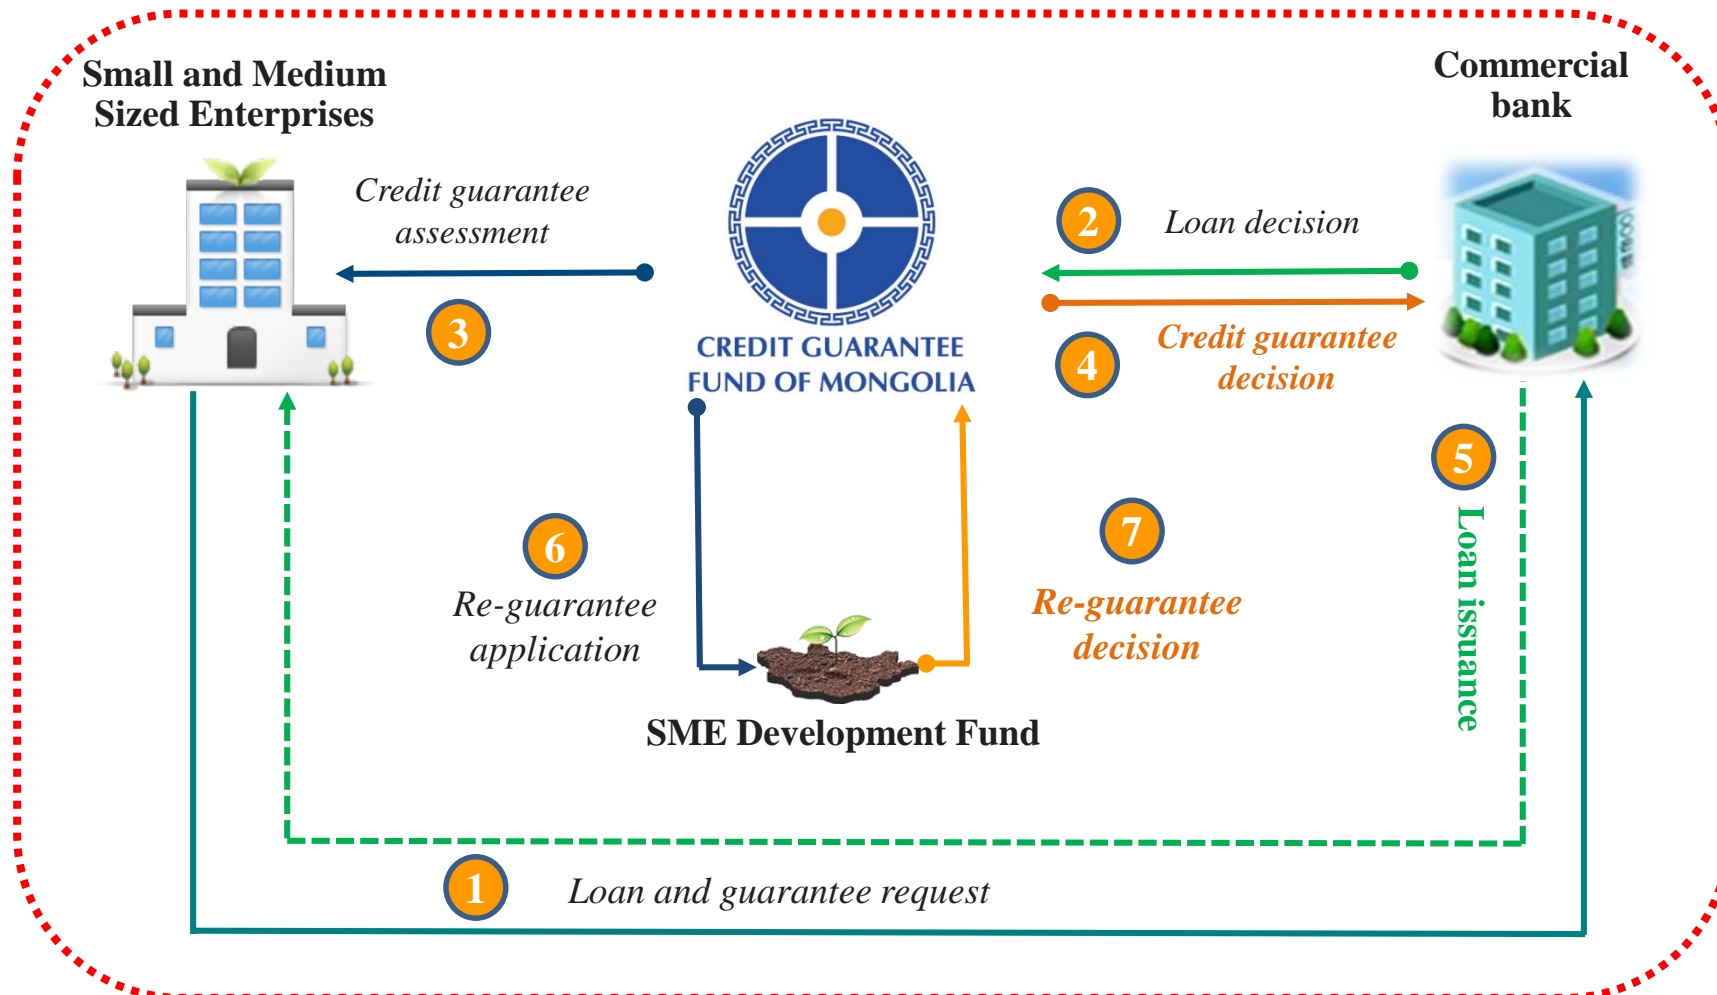 Small and Medium
Sized Enterprises
Commercial
bank
Credit guarantee
assessment
3
CREDIT GUARANTEE
FUND OF MONGOLIA
2
Loan decision
4
Credit guarantee
decision
5
Loan issuance
6
Re-guarantee
application
7
Re-guarantee
decision
SME Development Fund
1
Loan and guarantee request